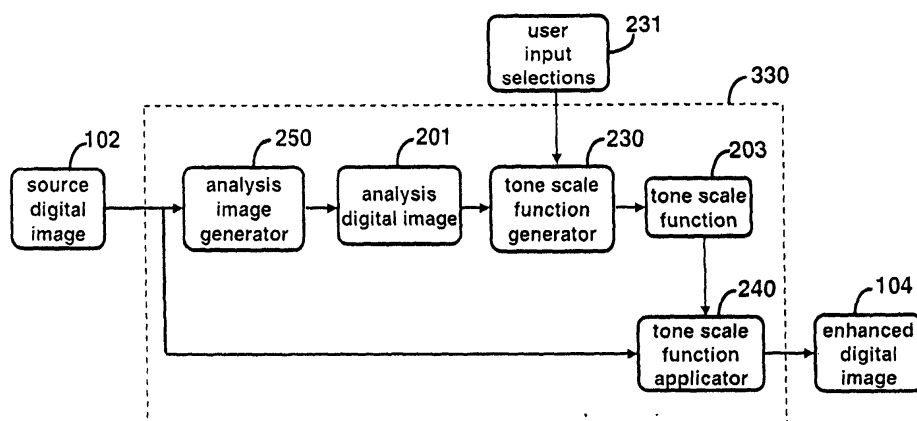 user
input
selections
231
330
102
250
201
230
203
source
digital
image
analysis
image
generator
analysis
digital image
tone scale
function
generator
tone scale
function
240
104
tone scale
function
applicator
enhanced
digital
image